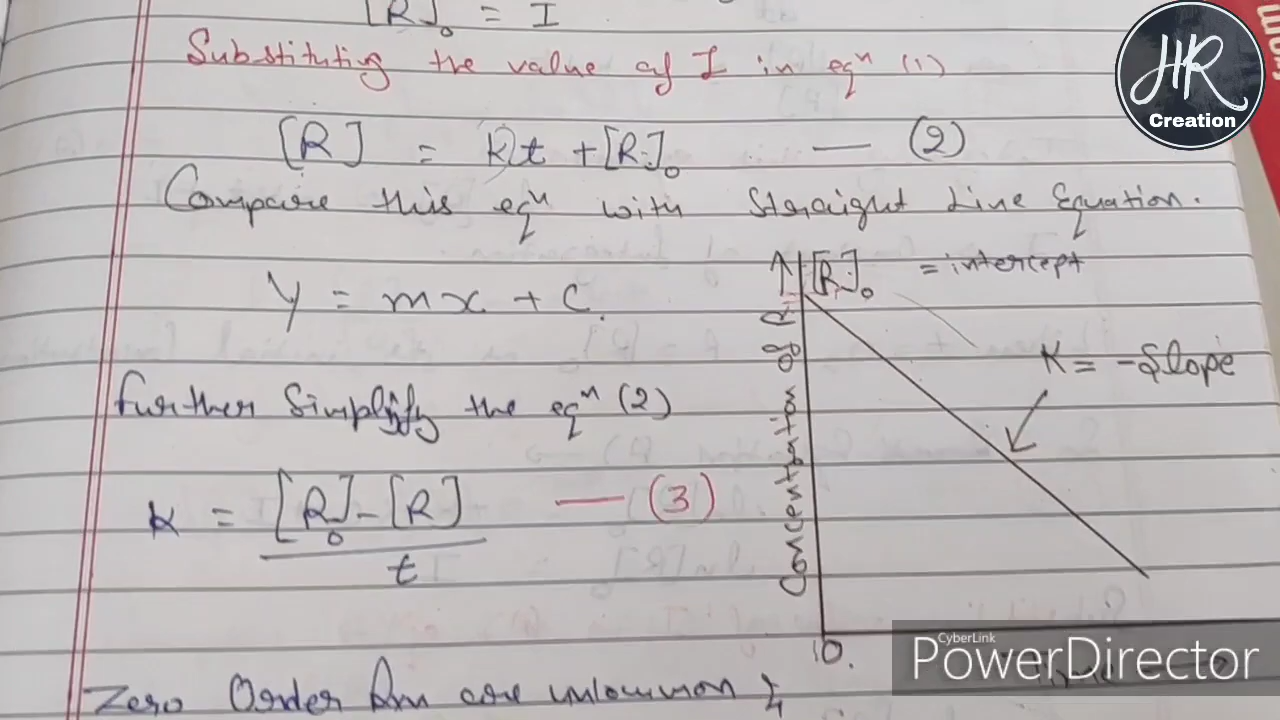 [R]₀ = I
Substituting the value of I in eqⁿ (1)
[R] = kt + [R]₀ — (2)
Compare this eqⁿ with Straight Line Equation.
Y = mx + C.
[R]₀ = intercept
Concentration of R
K = -Slope
further Simplify the eqⁿ (2)
K = [R]₀ - [R] — (3)
t
0.
Time →
Zero Order Rxn are uncommon &
HR
Creation
CyberLink
PowerDirector